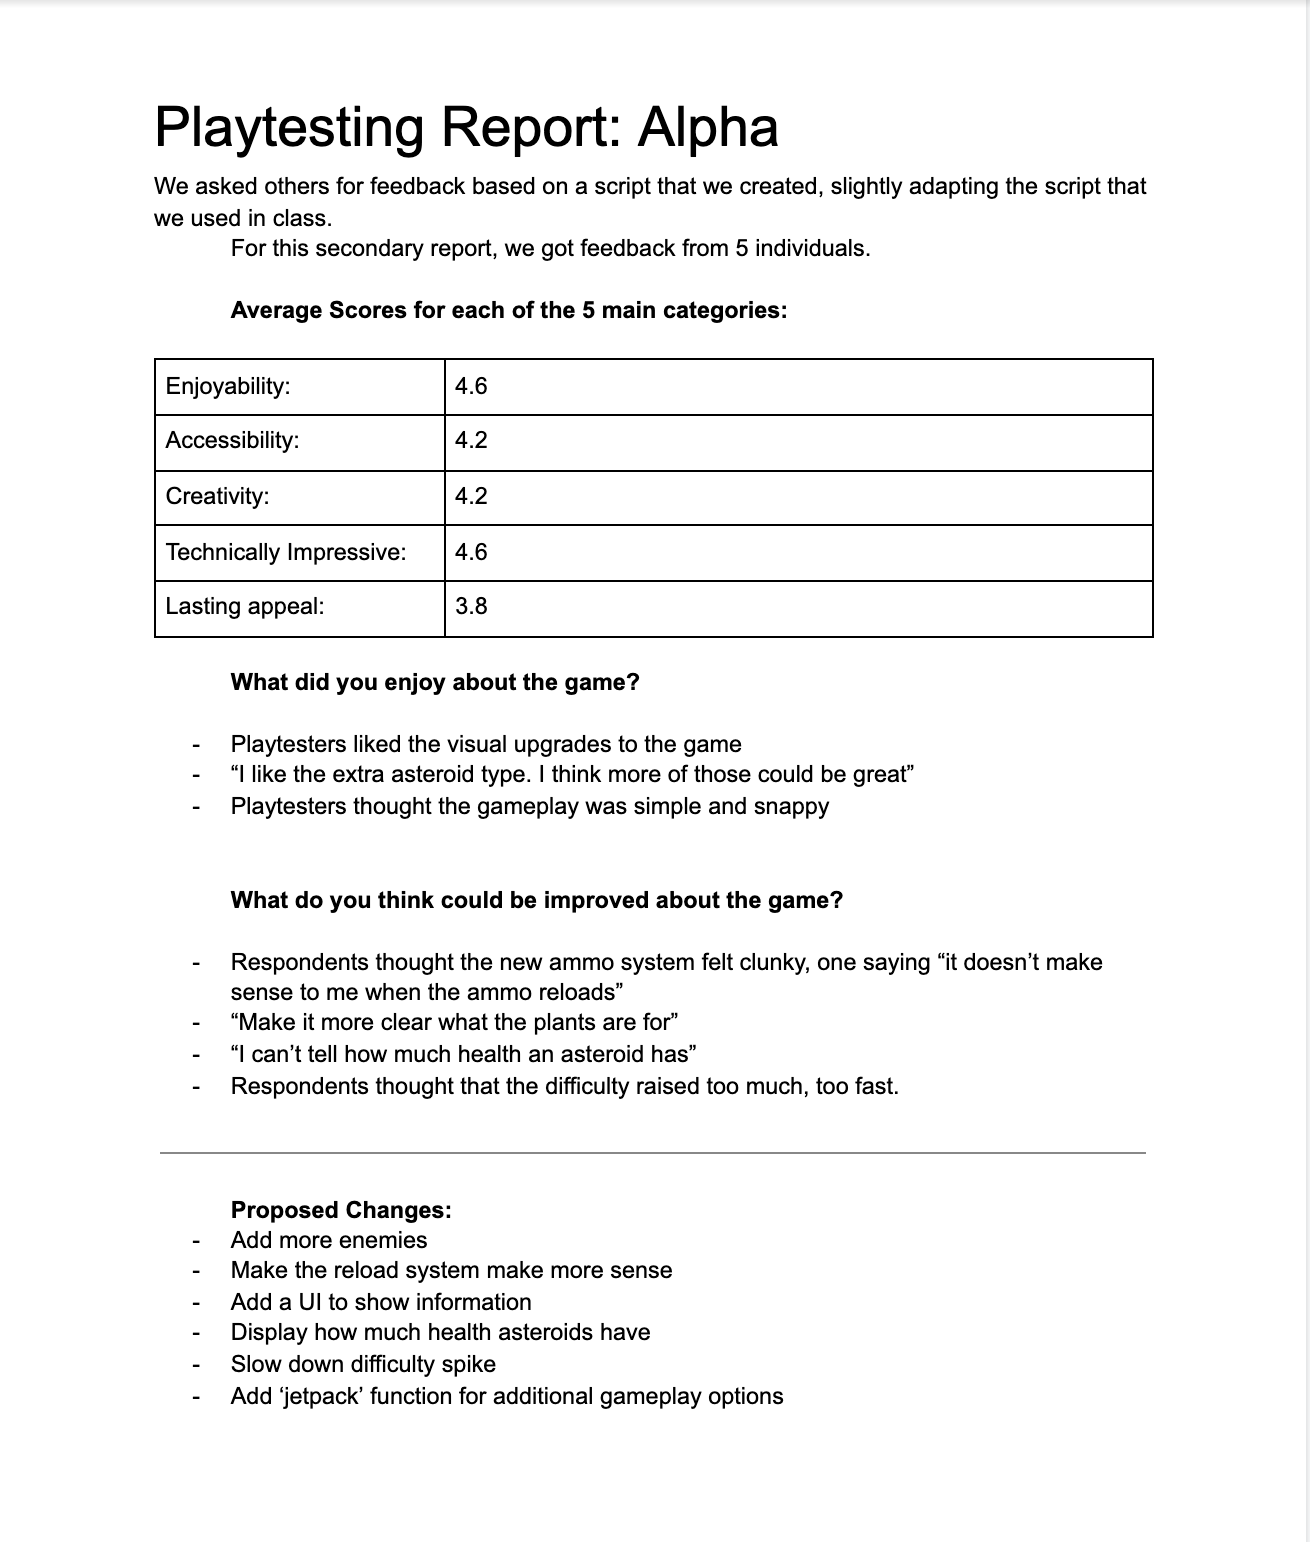 Playtesting Report: Alpha
We asked others for feedback based on a script that we created, slightly adapting the script that
we used in class.
For this secondary report, we got feedback from 5 individuals.
Average Scores for each of the 5 main categories:
Enjoyability: 4.6
Accessibility: 4.2
Creativity: 4.2
Technically Impressive: 4.6
Lasting appeal: 3.8
What did you enjoy about the game?
- Playtesters liked the visual upgrades to the game
- “I like the extra asteroid type. I think more of those could be great”
- Playtesters thought the gameplay was simple and snappy
What do you think could be improved about the game?
- Respondents thought the new ammo system felt clunky, one saying “it doesn’t make
sense to me when the ammo reloads”
- “Make it more clear what the plants are for”
- “I can’t tell how much health an asteroid has”
- Respondents thought that the difficulty raised too much, too fast.
Proposed Changes:
- Add more enemies
- Make the reload system make more sense
- Add a UI to show information
- Display how much health asteroids have
- Slow down difficulty spike
- Add ‘jetpack’ function for additional gameplay options